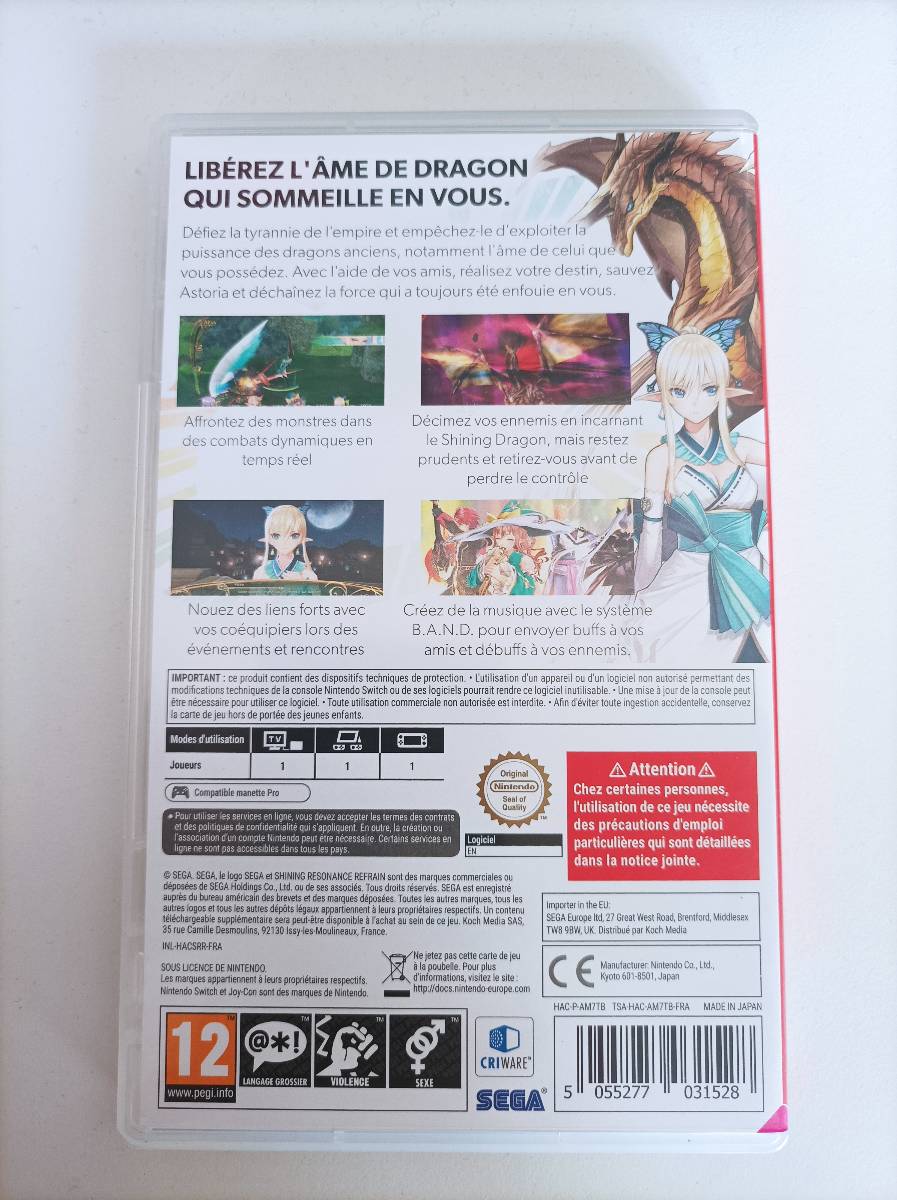 LIBÉREZ L'ÂME DE DRAGON
QUI SOMMEILLE EN VOUS.
Défiez la tyrannie de l'empire et empêchez-le d'exploiter la
puissance des dragons anciens, notamment l'âme de celui que
vous possédez. Avec l'aide de vos amis, réalisez votre destin, sauvez
Astoria et déchaînez la force qui a toujours été enfouie en vous.
Affrontez des monstres dans
des combats dynamiques en
temps réel
Décimez vos ennemis en incarnant
le Shining Dragon, mais restez
prudents et retirez-vous avant de
perdre le contrôle
Nouez des liens forts avec
vos coéquipiers lors des
événements et rencontres
Créez de la musique avec le système
B.A.N.D. pour envoyer buffs à vos
amis et débuffs à vos ennemis.
IMPORTANT : ce produit contient des dispositifs techniques de protection. • L'utilisation d'un appareil ou d'un logiciel non autorisé permettant des
modifications techniques de la console Nintendo Switch ou de ses logiciels pourrait rendre ce logiciel inutilisable. • Une mise à jour de la console peut
être nécessaire pour utiliser ce logiciel. • Toute utilisation commerciale non autorisée est interdite. • Afin d'éviter toute ingestion accidentelle, conservez
la carte de jeu hors de portée des jeunes enfants.
Modes d'utilisation TV
Joueurs 1 1 1
Compatible manette Pro
• Pour utiliser les services en ligne, vous devez accepter les termes des contrats
et des politiques de confidentialité qui s'appliquent. En outre, la création ou
l'association d'un compte Nintendo peut être nécessaire. Certains services en
ligne ne sont pas accessibles dans tous les pays.
Original
Nintendo
Seal of
Quality
TM
Logiciel
EN
⚠ Attention ⚠
Chez certaines personnes,
l'utilisation de ce jeu nécessite
des précautions d'emploi
particulières qui sont détaillées
dans la notice jointe.
© SEGA. SEGA, le logo SEGA et SHINING RESONANCE REFRAIN sont des marques commerciales ou
déposées de SEGA Holdings Co., Ltd. ou de ses associés. Tous droits réservés. SEGA est enregistré
auprès du bureau américain des brevets et des marques déposées. Toutes les autres marques, tous les
autres logos et tous les autres dépôts légaux appartiennent à leurs propriétaires respectifs. Un contenu
téléchargeable supplémentaire sera peut-être disponible à l'achat au sein de ce jeu. Koch Media SAS,
35 rue Camille Desmoulins, 92130 Issy-les-Moulineaux, France.
INL-HACSRR-FRA
SOUS LICENCE DE NINTENDO.
Les marques appartiennent à leurs propriétaires respectifs.
Nintendo Switch et Joy-Con sont des marques de Nintendo.
Ne jetez pas cette carte de jeu
à la poubelle. Pour plus
d'informations, visitez le site :
http://docs.nintendo-europe.com
Importer in the EU:
SEGA Europe ltd, 27 Great West Road, Brentford, Middlesex
TW8 9BW, UK. Distribué par Koch Media
CE Manufacturer: Nintendo Co., Ltd.,
Kyoto 601-8501, Japan
HAC-P-AM7TB TSA-HAC-AM7TB-FRA MADE IN JAPAN
12
www.pegi.info
@*!
LANGAGE GROSSIER
VIOLENCE
SEXE
CRIWARE™
SEGA®
5 055277 031528